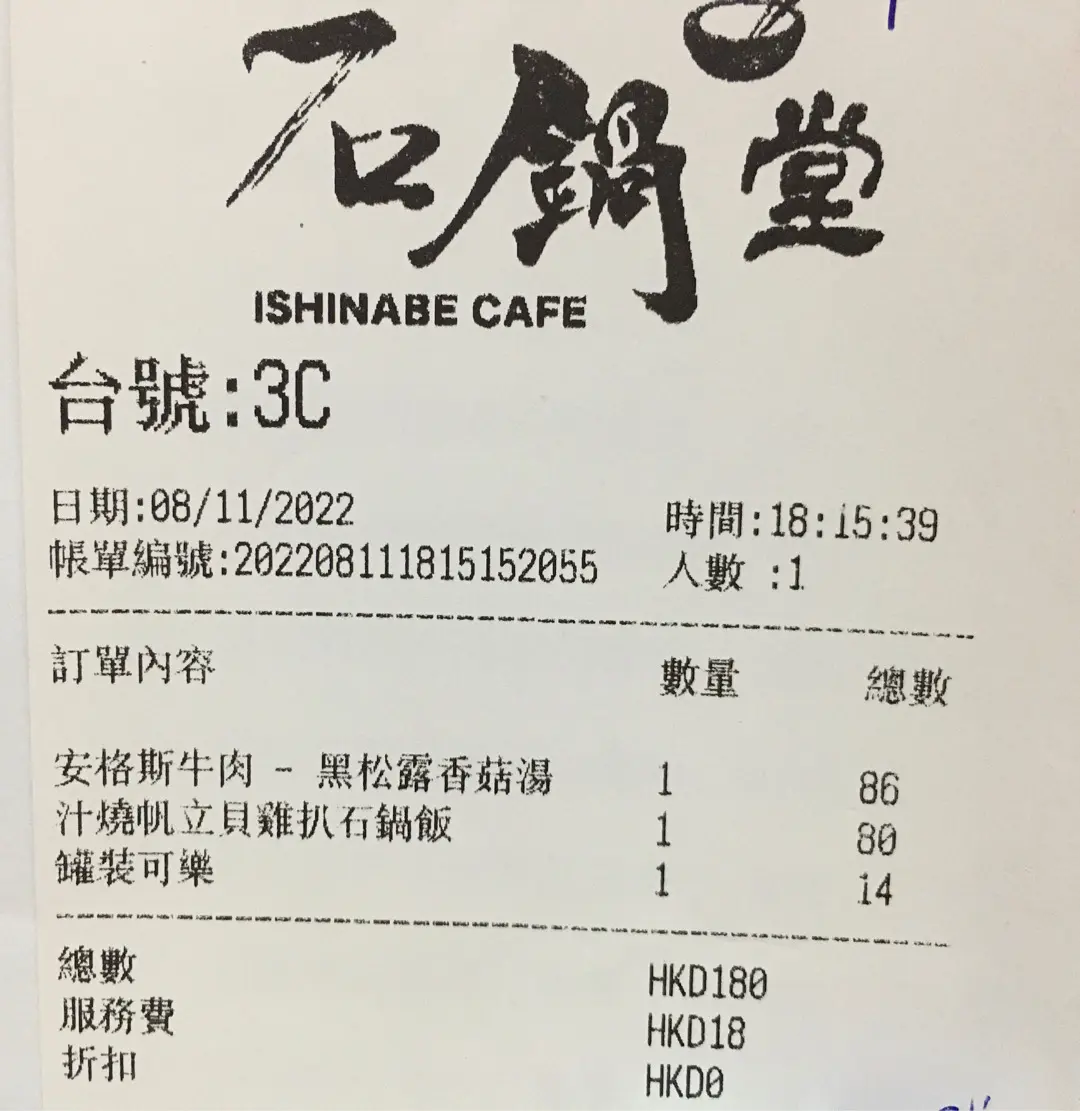 石鍋堂
ISHINABE CAFE
台號:3C
日期:08/11/2022 時間:18:15:39
帳單編號:202208111815152055 人數 :1
訂單內容 數量 總數
安格斯牛肉 - 黑松露香菇湯 1 86
汁燒帆立貝雞扒石鍋飯 1 80
罐裝可樂 1 14
總數 HKD180
服務費 HKD18
折扣 HKD0